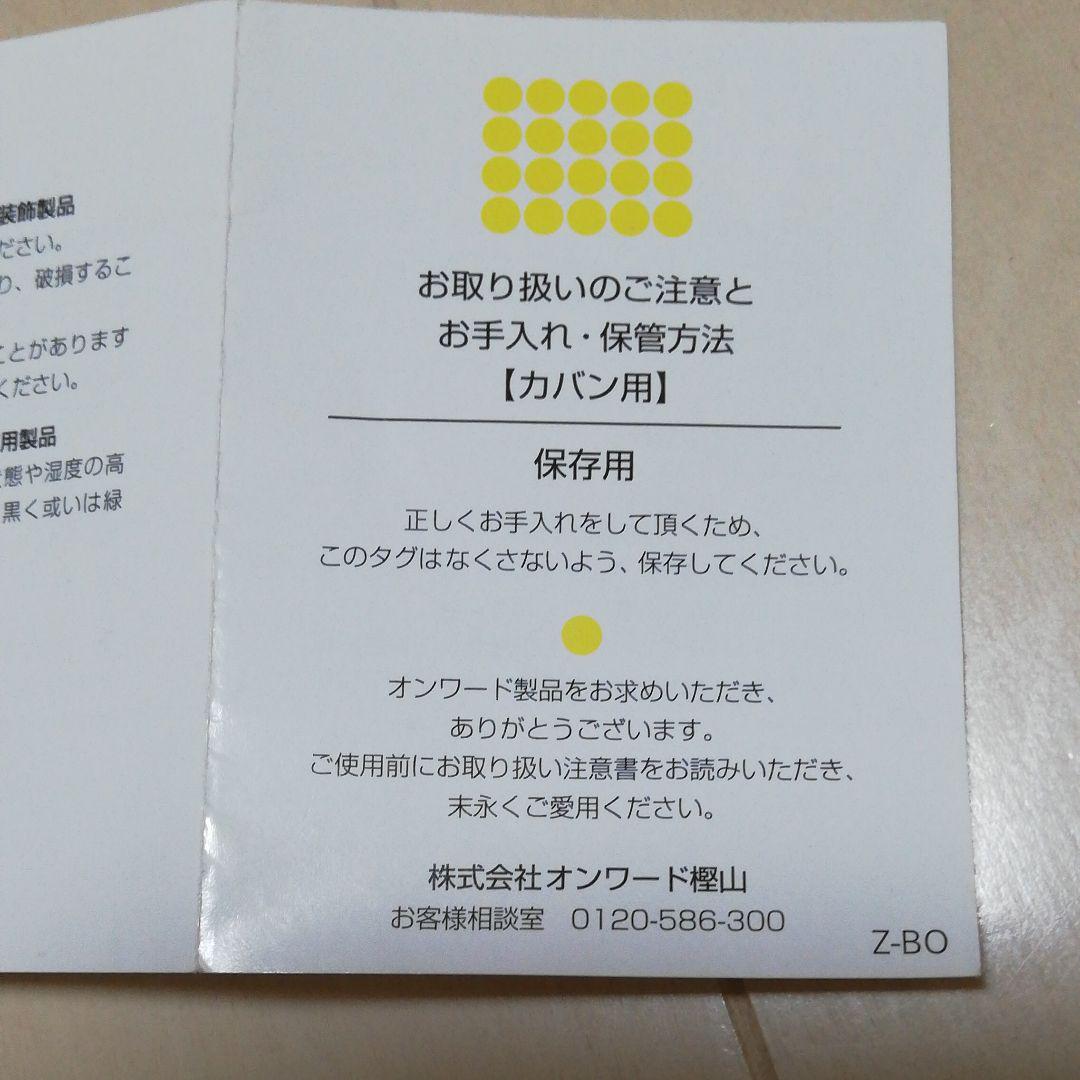 装飾製品
ださい。
り、破損するこ
ことがあります
ください。
用製品
態や湿度の高
黒く或いは緑
お取り扱いのご注意と
お手入れ・保管方法
【カバン用】
保存用
正しくお手入れをして頂くため、
このタグはなくさないよう、保存してください。
オンワード製品をお求めいただき、
ありがとうございます。
ご使用前にお取り扱い注意書をお読みいただき、
末永くご愛用ください。
株式会社オンワード樫山
お客様相談室 0120-586-300
Z-BO